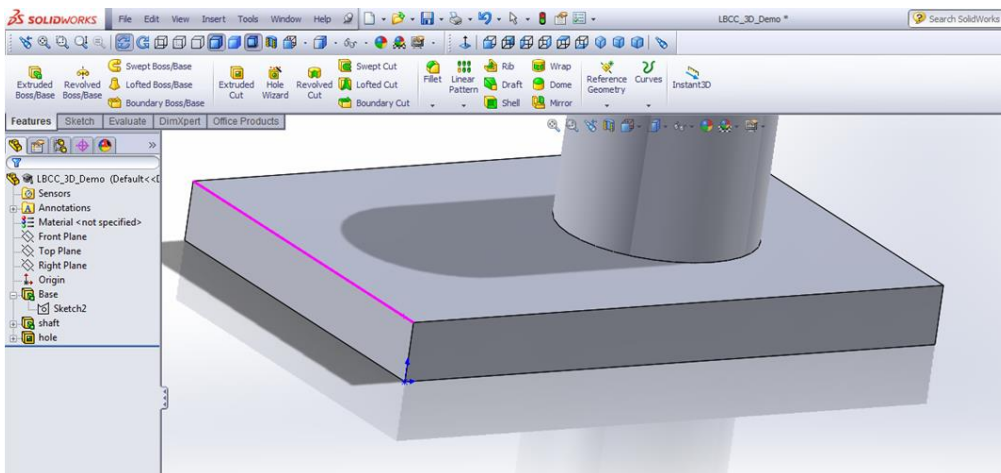 SOLIDWORKS File Edit View Insert Tools Window Help LBCC_3D_Demo * Search SolidWorks
Extruded Boss/Base
Revolved Boss/Base
Swept Boss/Base
Lofted Boss/Base
Boundary Boss/Base
Extruded Cut
Hole Wizard
Revolved Cut
Swept Cut
Lofted Cut
Boundary Cut
Fillet
Linear Pattern
Rib
Draft
Shell
Wrap
Dome
Mirror
Reference Geometry
Curves
Instant3D
Features Sketch Evaluate DimXpert Office Products
LBCC_3D_Demo (Default<<D
Sensors
Annotations
Material <not specified>
Front Plane
Top Plane
Right Plane
Origin
Base
Sketch2
shaft
hole